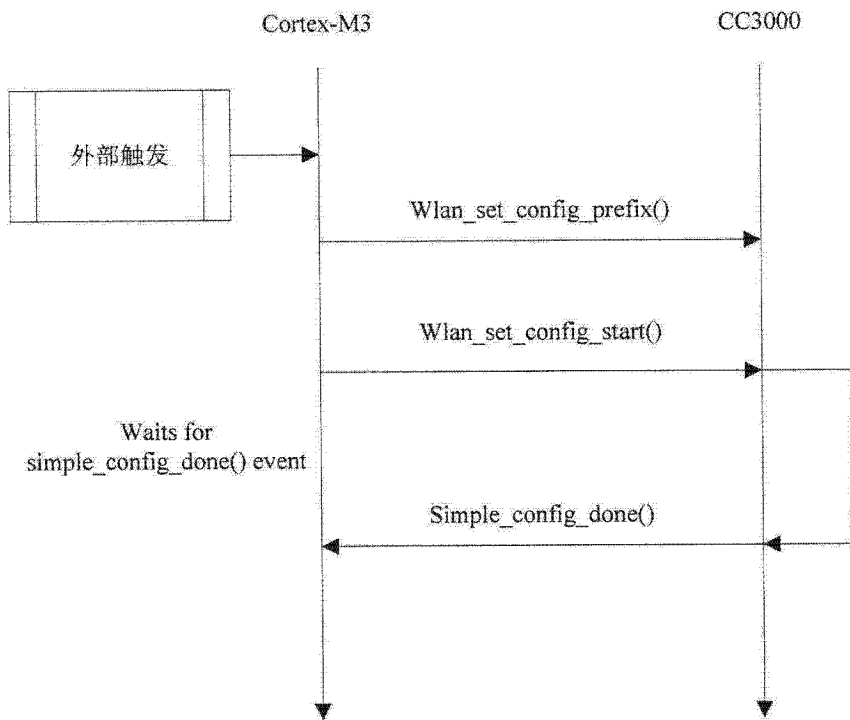 Cortex-M3
CC3000
外部触发
Wlan_set_config_prefix()
Wlan_set_config_start()
Waits for
simple_config_done() event
Simple_config_done()